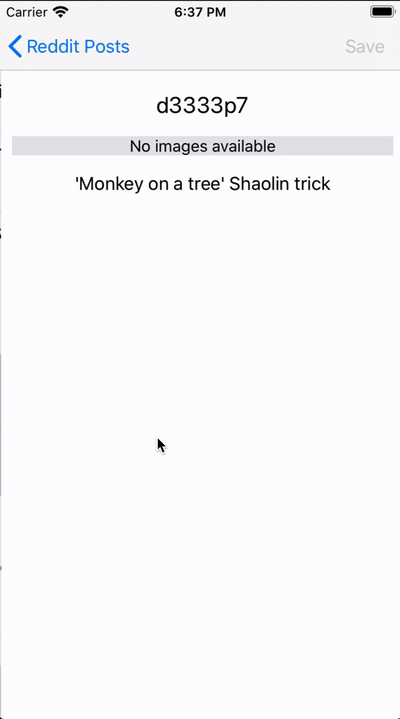 Carrier 6:37 PM
Reddit Posts Save
d3333p7
No images available
'Monkey on a tree' Shaolin trick